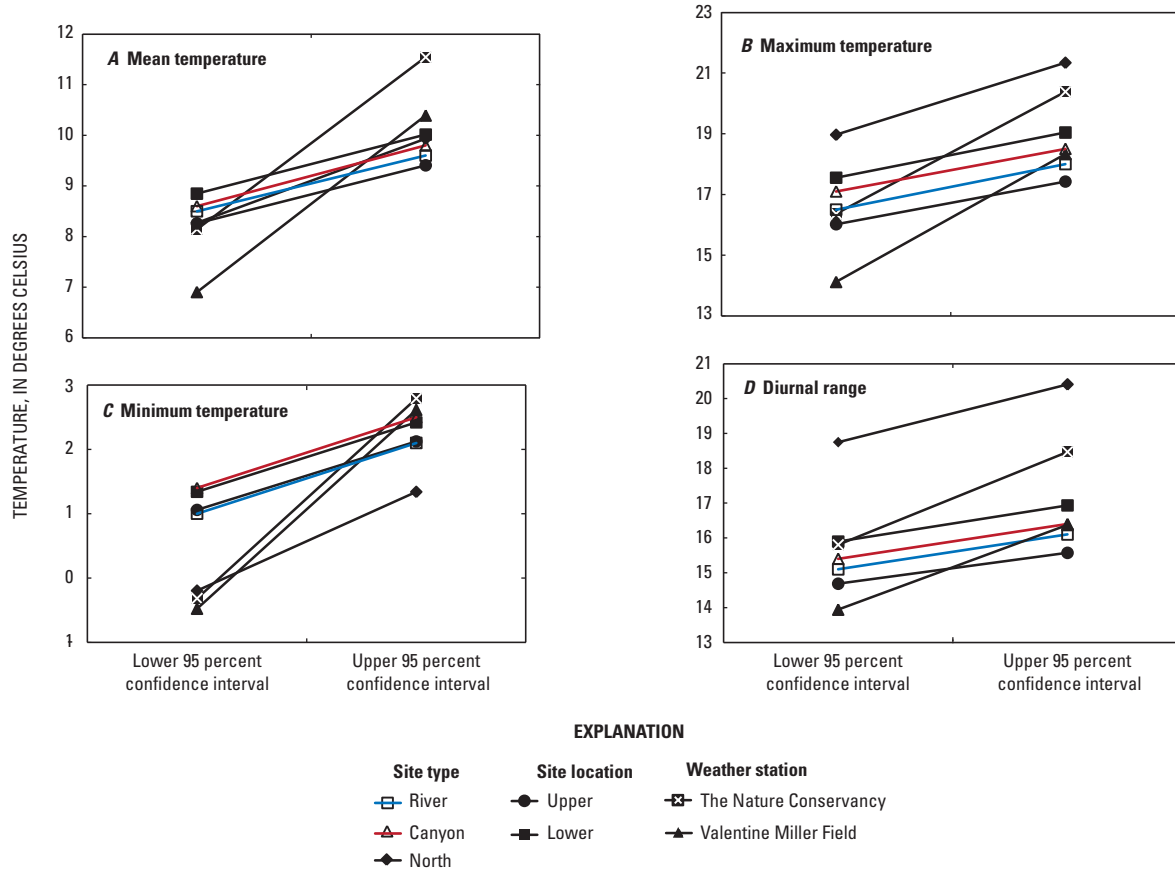 A Mean temperature
12
11
10
9
8
7
6
B Maximum temperature
23
21
19
17
15
13
TEMPERATURE, IN DEGREES CELSIUS
C Minimum temperature
3
2
1
0
-1
Lower 95 percent
confidence interval
Upper 95 percent
confidence interval
D Diurnal range
21
20
19
18
17
16
15
14
13
Lower 95 percent
confidence interval
Upper 95 percent
confidence interval
EXPLANATION
Site type
River
Canyon
North
Site location
Upper
Lower
Weather station
The Nature Conservancy
Valentine Miller Field